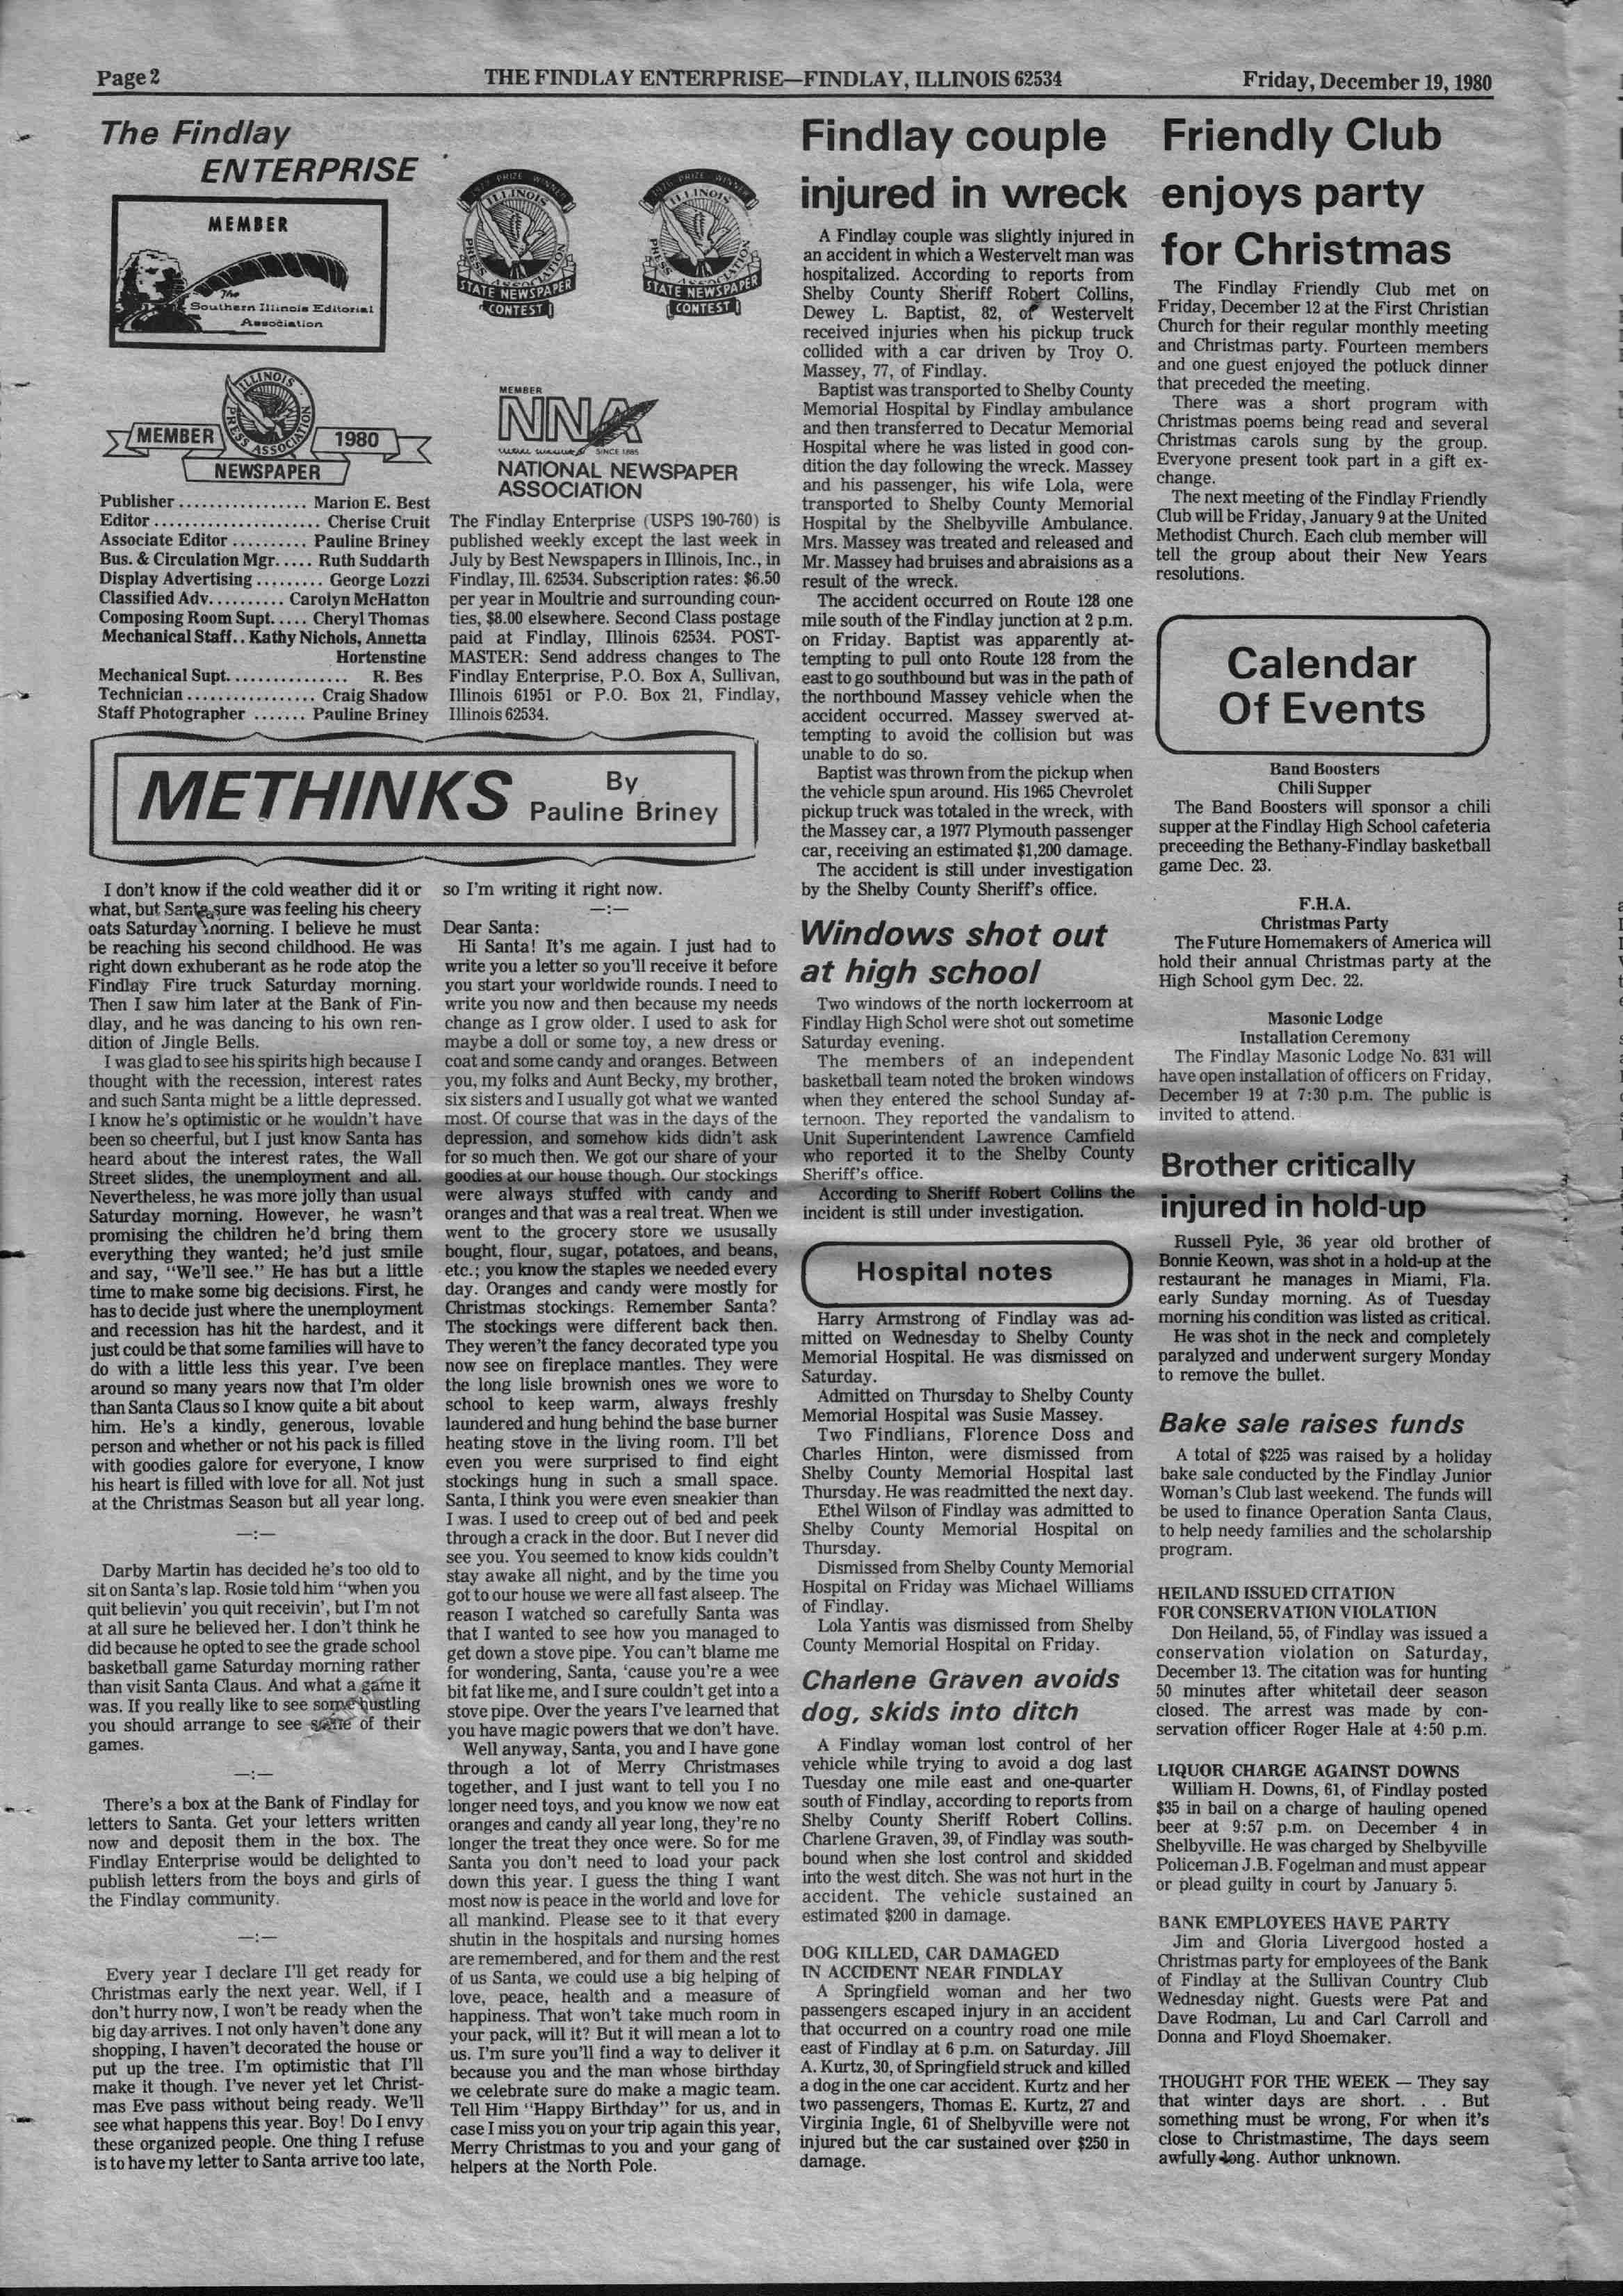 Page 2
THE FINDLAY ENTERPRISE—FINDLAY, ILLINOIS 62534
Friday, December 19, 1980
The Findlay
ENTERPRISE
MEMBER
The
Southern Illinois Editorial
Association
PRIZE WINNER
ILLINOIS
PRESS ASSOCIATION
STATE NEWSPAPER
CONTEST
PRIZE WINNER
ILLINOIS
PRESS ASSOCIATION
STATE NEWSPAPER
CONTEST
ILLINOIS
PRESS ASSOCIATION
MEMBER
1980
NEWSPAPER
MEMBER
NNA
SINCE 1885
NATIONAL NEWSPAPER
ASSOCIATION
Publisher ................. Marion E. Best
Editor ...................... Cherise Cruit
Associate Editor .......... Pauline Briney
Bus. & Circulation Mgr. .... Ruth Suddarth
Display Advertising ......... George Lozzi
Classified Adv. ......... Carolyn McHatton
Composing Room Supt. .... Cheryl Thomas
Mechanical Staff.. Kathy Nichols, Annetta
Hortenstine
Mechanical Supt. ............... R. Bes
Technician ................. Craig Shadow
Staff Photographer ....... Pauline Briney
The Findlay Enterprise (USPS 190-760) is
published weekly except the last week in
July by Best Newspapers in Illinois, Inc., in
Findlay, Ill. 62534. Subscription rates: $6.50
per year in Moultrie and surrounding coun-
ties, $8.00 elsewhere. Second Class postage
paid at Findlay, Illinois 62534. POST-
MASTER: Send address changes to The
Findlay Enterprise, P.O. Box A, Sullivan,
Illinois 61951 or P.O. Box 21, Findlay,
Illinois 62534.
METHINKS
By
Pauline Briney
I don't know if the cold weather did it or
what, but Santa sure was feeling his cheery
oats Saturday morning. I believe he must
be reaching his second childhood. He was
right down exhuberant as he rode atop the
Findlay Fire truck Saturday morning.
Then I saw him later at the Bank of Fin-
dlay, and he was dancing to his own ren-
dition of Jingle Bells.
I was glad to see his spirits high because I
thought with the recession, interest rates
and such Santa might be a little depressed.
I know he's optimistic or he wouldn't have
been so cheerful, but I just know Santa has
heard about the interest rates, the Wall
Street slides, the unemployment and all.
Nevertheless, he was more jolly than usual
Saturday morning. However, he wasn't
promising the children he'd bring them
everything they wanted; he'd just smile
and say, "We'll see." He has but a little
time to make some big decisions. First, he
has to decide just where the unemployment
and recession has hit the hardest, and it
just could be that some families will have to
do with a little less this year. I've been
around so many years now that I'm older
than Santa Claus so I know quite a bit about
him. He's a kindly, generous, lovable
person and whether or not his pack is filled
with goodies galore for everyone, I know
his heart is filled with love for all. Not just
at the Christmas Season but all year long.
—:—
Darby Martin has decided he's too old to
sit on Santa's lap. Rosie told him "when you
quit believin' you quit receivin', but I'm not
at all sure he believed her. I don't think he
did because he opted to see the grade school
basketball game Saturday morning rather
than visit Santa Claus. And what a game it
was. If you really like to see some hustling
you should arrange to see some of their
games.
—:—
There's a box at the Bank of Findlay for
letters to Santa. Get your letters written
now and deposit them in the box. The
Findlay Enterprise would be delighted to
publish letters from the boys and girls of
the Findlay community.
—:—
Every year I declare I'll get ready for
Christmas early the next year. Well, if I
don't hurry now, I won't be ready when the
big day arrives. I not only haven't done any
shopping, I haven't decorated the house or
put up the tree. I'm optimistic that I'll
make it though. I've never yet let Christ-
mas Eve pass without being ready. We'll
see what happens this year. Boy! Do I envy
these organized people. One thing I refuse
is to have my letter to Santa arrive too late,
so I'm writing it right now.
—:—
Dear Santa:
Hi Santa! It's me again. I just had to
write you a letter so you'll receive it before
you start your worldwide rounds. I need to
write you now and then because my needs
change as I grow older. I used to ask for
maybe a doll or some toy, a new dress or
coat and some candy and oranges. Between
you, my folks and Aunt Becky, my brother,
six sisters and I usually got what we wanted
most. Of course that was in the days of the
depression, and somehow kids didn't ask
for so much then. We got our share of your
goodies at our house though. Our stockings
were always stuffed with candy and
oranges and that was a real treat. When we
went to the grocery store we ususally
bought, flour, sugar, potatoes, and beans,
etc.; you know the staples we needed every
day. Oranges and candy were mostly for
Christmas stockings. Remember Santa?
The stockings were different back then.
They weren't the fancy decorated type you
now see on fireplace mantles. They were
the long lisle brownish ones we wore to
school to keep warm, always freshly
laundered and hung behind the base burner
heating stove in the living room. I'll bet
even you were surprised to find eight
stockings hung in such a small space.
Santa, I think you were even sneakier than
I was. I used to creep out of bed and peek
through a crack in the door. But I never did
see you. You seemed to know kids couldn't
stay awake all night, and by the time you
got to our house we were all fast alseep. The
reason I watched so carefully Santa was
that I wanted to see how you managed to
get down a stove pipe. You can't blame me
for wondering, Santa, 'cause you're a wee
bit fat like me, and I sure couldn't get into a
stove pipe. Over the years I've learned that
you have magic powers that we don't have.
Well anyway, Santa, you and I have gone
through a lot of Merry Christmases
together, and I just want to tell you I no
longer need toys, and you know we now eat
oranges and candy all year long, they're no
longer the treat they once were. So for me
Santa you don't need to load your pack
down this year. I guess the thing I want
most now is peace in the world and love for
all mankind. Please see to it that every
shutin in the hospitals and nursing homes
are remembered, and for them and the rest
of us Santa, we could use a big helping of
love, peace, health and a measure of
happiness. That won't take much room in
your pack, will it? But it will mean a lot to
us. I'm sure you'll find a way to deliver it
because you and the man whose birthday
we celebrate sure do make a magic team.
Tell Him "Happy Birthday" for us, and in
case I miss you on your trip again this year,
Merry Christmas to you and your gang of
helpers at the North Pole.
Findlay couple
injured in wreck
A Findlay couple was slightly injured in
an accident in which a Westervelt man was
hospitalized. According to reports from
Shelby County Sheriff Robert Collins,
Dewey L. Baptist, 82, of Westervelt
received injuries when his pickup truck
collided with a car driven by Troy O.
Massey, 77, of Findlay.
Baptist was transported to Shelby County
Memorial Hospital by Findlay ambulance
and then transferred to Decatur Memorial
Hospital where he was listed in good con-
dition the day following the wreck. Massey
and his passenger, his wife Lola, were
transported to Shelby County Memorial
Hospital by the Shelbyville Ambulance.
Mrs. Massey was treated and released and
Mr. Massey had bruises and abraisions as a
result of the wreck.
The accident occurred on Route 128 one
mile south of the Findlay junction at 2 p.m.
on Friday. Baptist was apparently at-
tempting to pull onto Route 128 from the
east to go southbound but was in the path of
the northbound Massey vehicle when the
accident occurred. Massey swerved at-
tempting to avoid the collision but was
unable to do so.
Baptist was thrown from the pickup when
the vehicle spun around. His 1965 Chevrolet
pickup truck was totaled in the wreck, with
the Massey car, a 1977 Plymouth passenger
car, receiving an estimated $1,200 damage.
The accident is still under investigation
by the Shelby County Sheriff's office.
Windows shot out
at high school
Two windows of the north lockerroom at
Findlay High Schol were shot out sometime
Saturday evening.
The members of an independent
basketball team noted the broken windows
when they entered the school Sunday af-
ternoon. They reported the vandalism to
Unit Superintendent Lawrence Camfield
who reported it to the Shelby County
Sheriff's office.
According to Sheriff Robert Collins the
incident is still under investigation.
Hospital notes
Harry Armstrong of Findlay was ad-
mitted on Wednesday to Shelby County
Memorial Hospital. He was dismissed on
Saturday.
Admitted on Thursday to Shelby County
Memorial Hospital was Susie Massey.
Two Findlians, Florence Doss and
Charles Hinton, were dismissed from
Shelby County Memorial Hospital last
Thursday. He was readmitted the next day.
Ethel Wilson of Findlay was admitted to
Shelby County Memorial Hospital on
Thursday.
Dismissed from Shelby County Memorial
Hospital on Friday was Michael Williams
of Findlay.
Lola Yantis was dismissed from Shelby
County Memorial Hospital on Friday.
Charlene Graven avoids
dog, skids into ditch
A Findlay woman lost control of her
vehicle while trying to avoid a dog last
Tuesday one mile east and one-quarter
south of Findlay, according to reports from
Shelby County Sheriff Robert Collins.
Charlene Graven, 39, of Findlay was south-
bound when she lost control and skidded
into the west ditch. She was not hurt in the
accident. The vehicle sustained an
estimated $200 in damage.
DOG KILLED, CAR DAMAGED
IN ACCIDENT NEAR FINDLAY
A Springfield woman and her two
passengers escaped injury in an accident
that occurred on a country road one mile
east of Findlay at 6 p.m. on Saturday. Jill
A. Kurtz, 30, of Springfield struck and killed
a dog in the one car accident. Kurtz and her
two passengers, Thomas E. Kurtz, 27 and
Virginia Ingle, 61 of Shelbyville were not
injured but the car sustained over $250 in
damage.
Friendly Club
enjoys party
for Christmas
The Findlay Friendly Club met on
Friday, December 12 at the First Christian
Church for their regular monthly meeting
and Christmas party. Fourteen members
and one guest enjoyed the potluck dinner
that preceded the meeting.
There was a short program with
Christmas poems being read and several
Christmas carols sung by the group.
Everyone present took part in a gift ex-
change.
The next meeting of the Findlay Friendly
Club will be Friday, January 9 at the United
Methodist Church. Each club member will
tell the group about their New Years
resolutions.
Calendar
Of Events
Band Boosters
Chili Supper
The Band Boosters will sponsor a chili
supper at the Findlay High School cafeteria
preceeding the Bethany-Findlay basketball
game Dec. 23.
F.H.A.
Christmas Party
The Future Homemakers of America will
hold their annual Christmas party at the
High School gym Dec. 22.
Masonic Lodge
Installation Ceremony
The Findlay Masonic Lodge No. 831 will
have open installation of officers on Friday,
December 19 at 7:30 p.m. The public is
invited to attend.
Brother critically
injured in hold-up
Russell Pyle, 36 year old brother of
Bonnie Keown, was shot in a hold-up at the
restaurant he manages in Miami, Fla.
early Sunday morning. As of Tuesday
morning his condition was listed as critical.
He was shot in the neck and completely
paralyzed and underwent surgery Monday
to remove the bullet.
Bake sale raises funds
A total of $225 was raised by a holiday
bake sale conducted by the Findlay Junior
Woman's Club last weekend. The funds will
be used to finance Operation Santa Claus,
to help needy families and the scholarship
program.
HEILAND ISSUED CITATION
FOR CONSERVATION VIOLATION
Don Heiland, 55, of Findlay was issued a
conservation violation on Saturday,
December 13. The citation was for hunting
50 minutes after whitetail deer season
closed. The arrest was made by con-
servation officer Roger Hale at 4:50 p.m.
LIQUOR CHARGE AGAINST DOWNS
William H. Downs, 61, of Findlay posted
$35 in bail on a charge of hauling opened
beer at 9:57 p.m. on December 4 in
Shelbyville. He was charged by Shelbyville
Policeman J.B. Fogelman and must appear
or plead guilty in court by January 5.
BANK EMPLOYEES HAVE PARTY
Jim and Gloria Livergood hosted a
Christmas party for employees of the Bank
of Findlay at the Sullivan Country Club
Wednesday night. Guests were Pat and
Dave Rodman, Lu and Carl Carroll and
Donna and Floyd Shoemaker.
THOUGHT FOR THE WEEK — They say
that winter days are short. . . But
something must be wrong, For when it's
close to Christmastime, The days seem
awfully long. Author unknown.